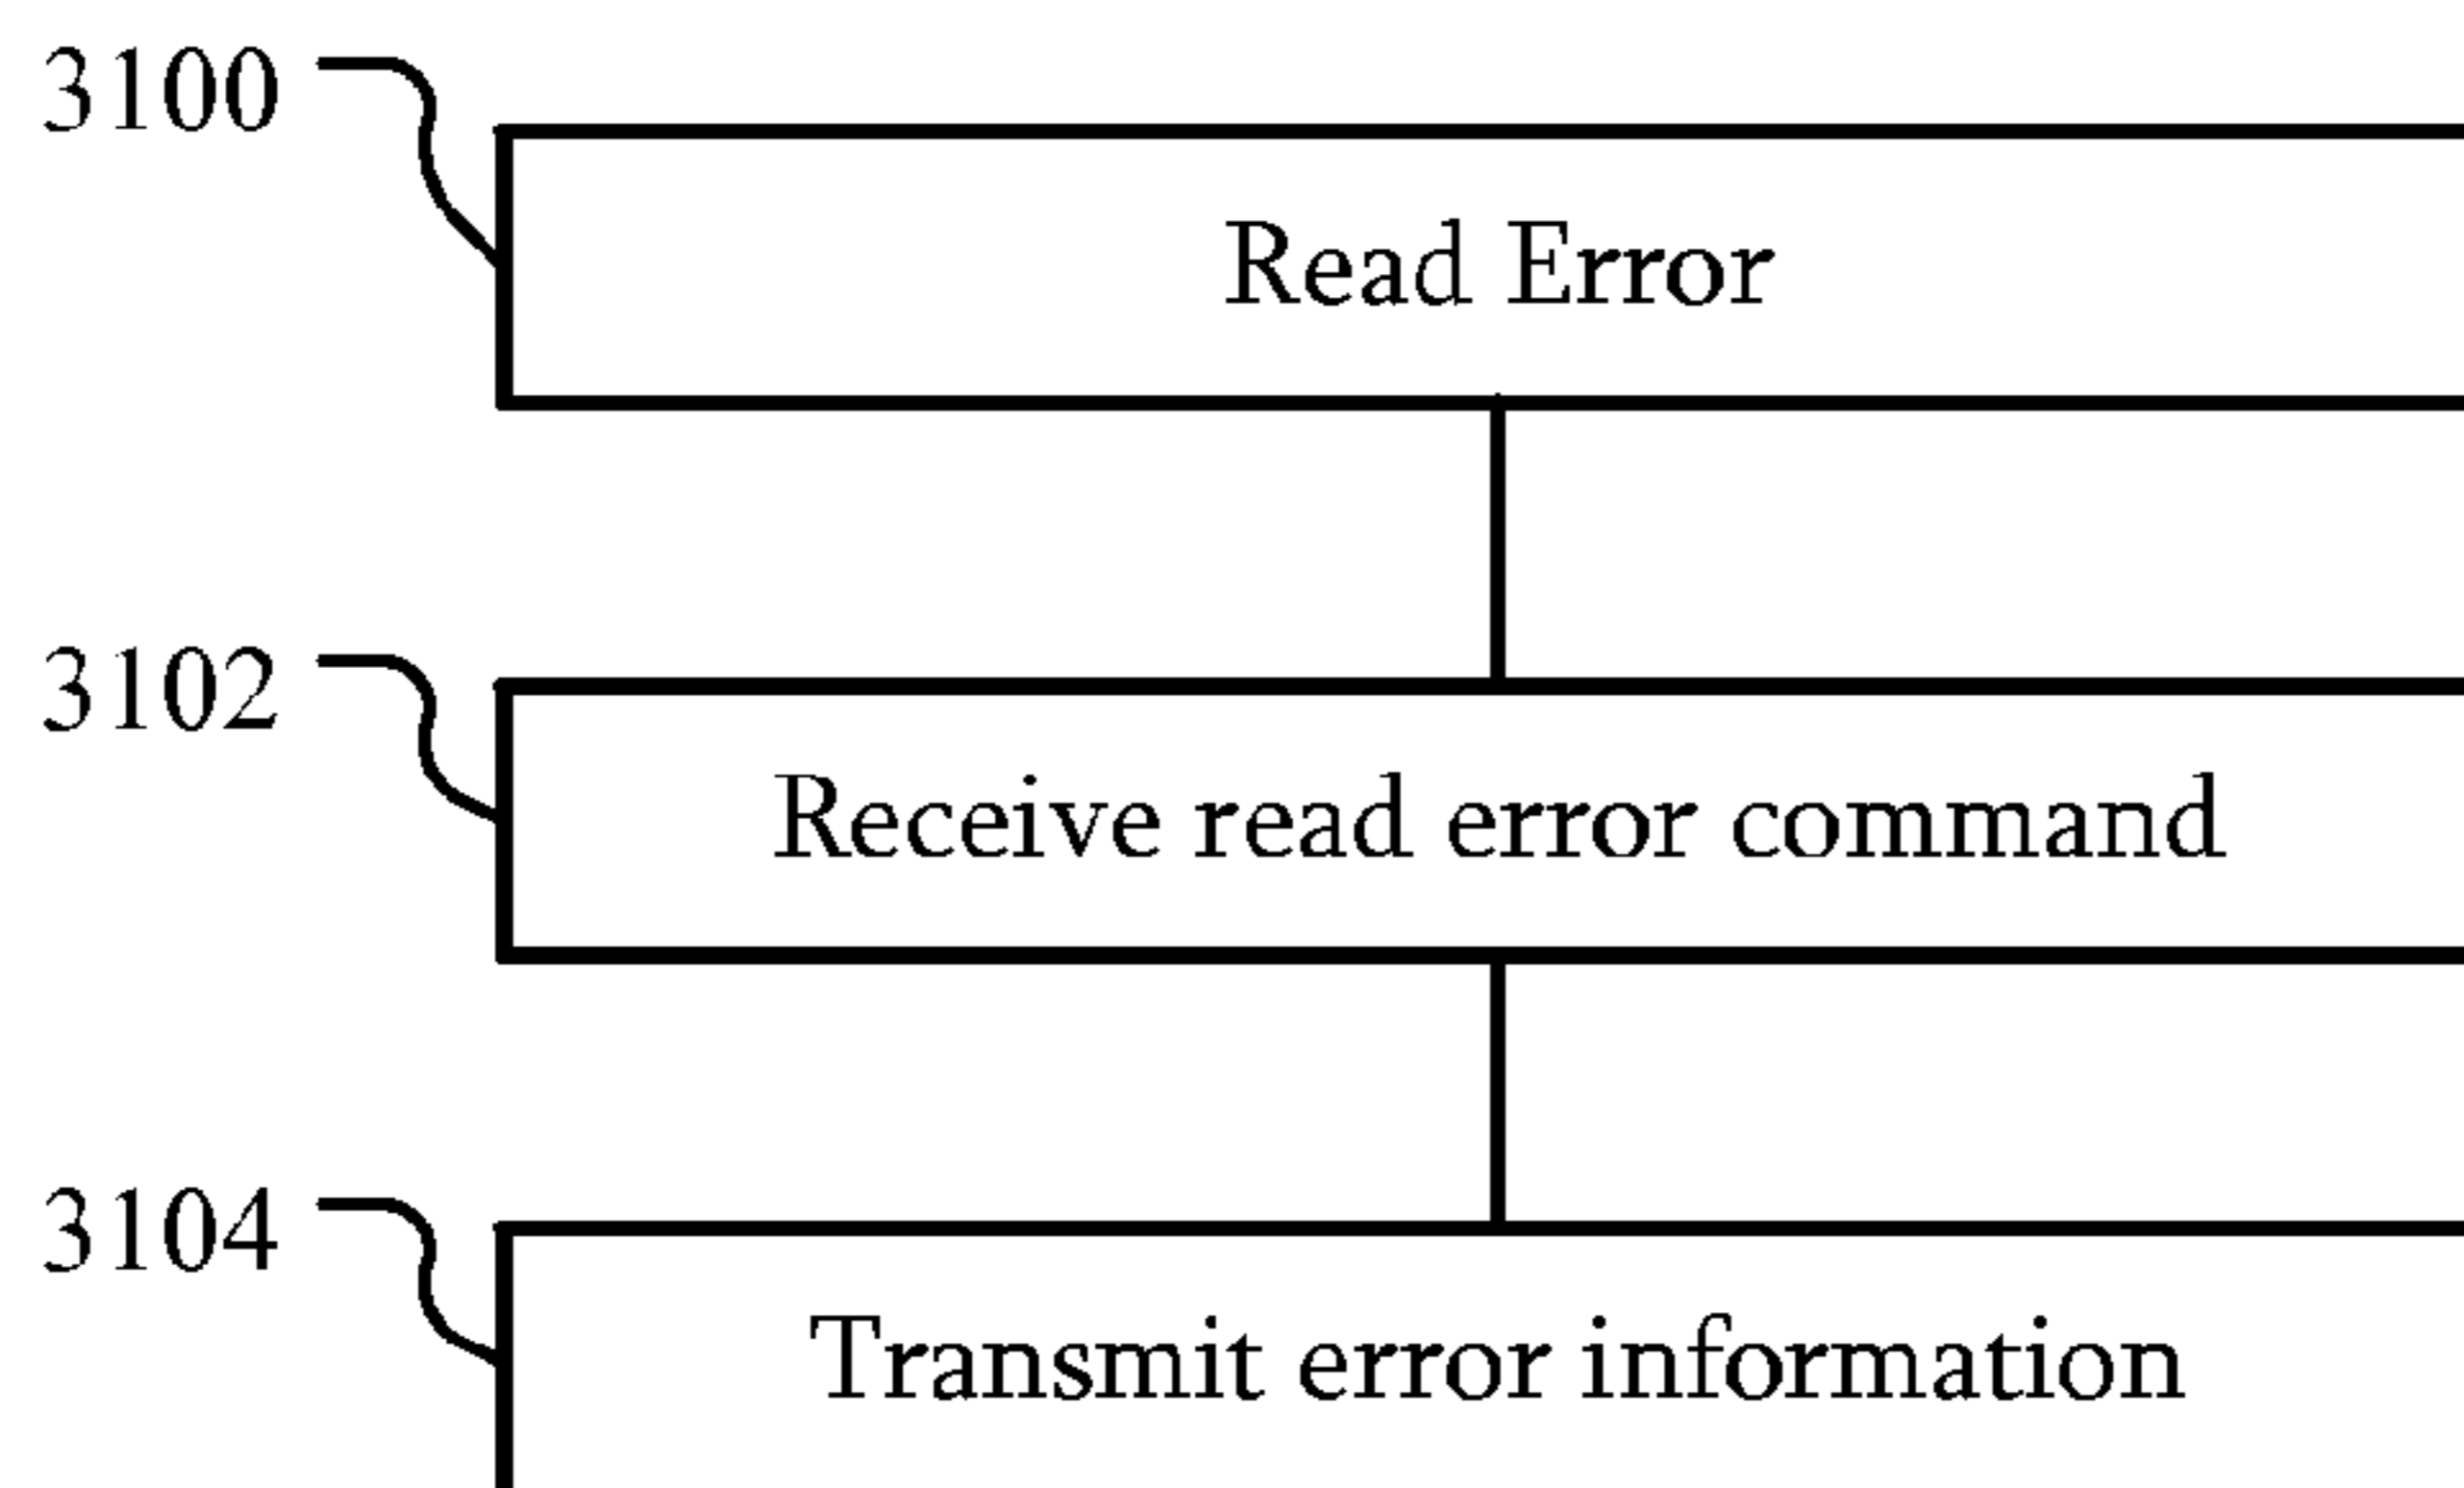 3100
Read Error
3102
Receive read error command
3104
Transmit error information